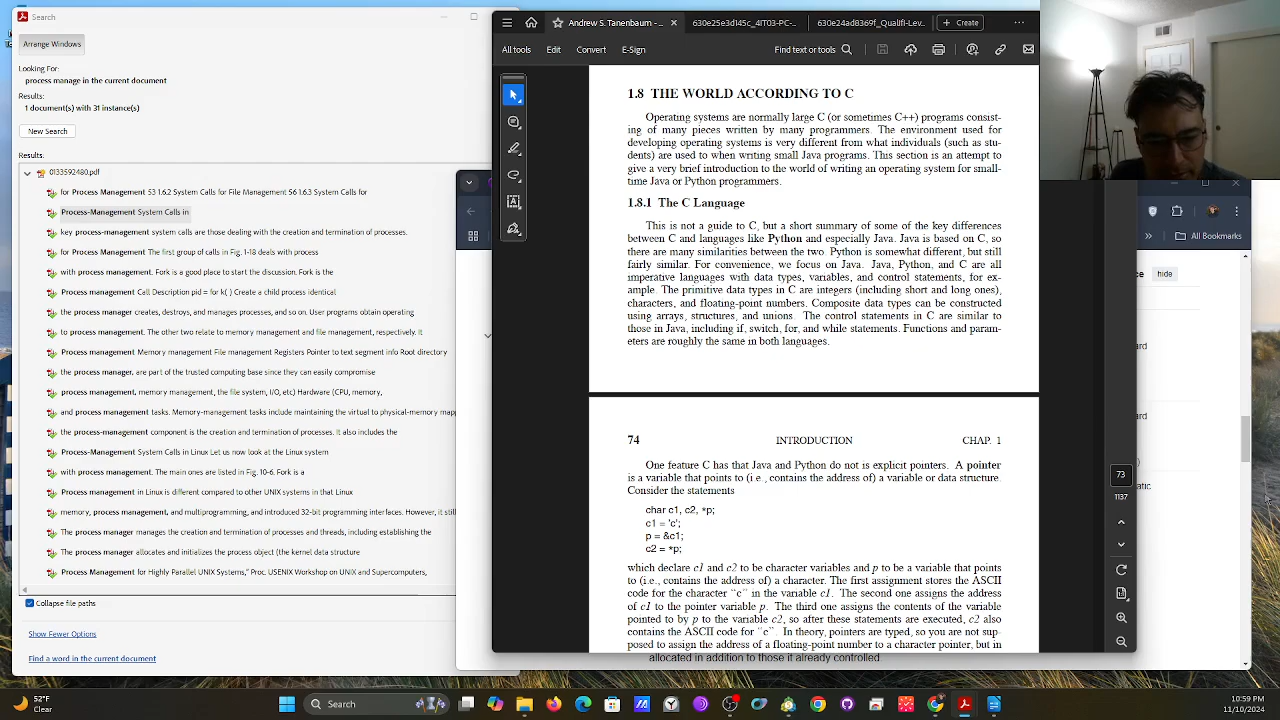 Search
Arrange Windows
Looking For:
process manage in the current document
Results:
1 document(s) with 31 instance(s)
New Search
Results:
0133592480.pdf
for Process Management 53 1.6.2 System Calls for File Management 56 1.6.3 System Calls for
Process-Management System Calls in
key process-management system calls are those dealing with the creation and termination of processes.
for Process Management The first group of calls in Fig. 1-18 deals with process
with process management. Fork is a good place to start the discussion. Fork is the
Process management Call Description pid = for k( ) Create a child process identical
the process manager creates, destroys, and manages processes, and so on. User programs obtain operating
to process management. The other two relate to memory management and file management, respectively. It
Process management Memory management File management Registers Pointer to text segment info Root directory
the process manager, are part of the trusted computing base since they can easily compromise
process management, memory management, the file system, I/O, etc) Hardware (CPU, memory,
and process management tasks. Memory-management tasks include maintaining the virtual to physical-memory mapp
the process-management component is the creation and termination of processes. It also includes the
Process-Management System Calls in Linux Let us now look at the Linux system
with process management. The main ones are listed in Fig. 10-6. Fork is a
Process management in Linux is different compared to other UNIX systems in that Linux
memory, process management, and multiprogramming, and introduced 32-bit programming interfaces. However, it still
The process manager manages the creation and termination of processes and threads, including establishing the
The process manager allocates and initializes the process object (the kernel data structure
Process Management for Highly Parallel UNIX Systems," Proc. USENIX Workshop on UNIX and Supercomputers,
Collapse file paths
Show Fewer Options
Find a word in the current document
Andrew S. Tanenbaum - ...
630e25e3d145c_4IT03-PC-...
630e24ad8369f_Qualifi-Lev...
Create
All tools Edit Convert E-Sign
Find text or tools
1.8 THE WORLD ACCORDING TO C
Operating systems are normally large C (or sometimes C++) programs consist-
ing of many pieces written by many programmers. The environment used for
developing operating systems is very different from what individuals (such as stu-
dents) are used to when writing small Java programs. This section is an attempt to
give a very brief introduction to the world of writing an operating system for small-
time Java or Python programmers.
1.8.1 The C Language
This is not a guide to C, but a short summary of some of the key differences
between C and languages like Python and especially Java. Java is based on C, so
there are many similarities between the two. Python is somewhat different, but still
fairly similar. For convenience, we focus on Java. Java, Python, and C are all
imperative languages with data types, variables, and control statements, for ex-
ample. The primitive data types in C are integers (including short and long ones),
characters, and floating-point numbers. Composite data types can be constructed
using arrays, structures, and unions. The control statements in C are similar to
those in Java, including if, switch, for, and while statements. Functions and param-
eters are roughly the same in both languages.
74 INTRODUCTION CHAP. 1
One feature C has that Java and Python do not is explicit pointers. A pointer
is a variable that points to (i.e., contains the address of) a variable or data structure.
Consider the statements
char c1, c2, *p;
c1 = 'c';
p = &c1;
c2 = *p;
which declare c1 and c2 to be character variables and p to be a variable that points
to (i.e., contains the address of) a character. The first assignment stores the ASCII
code for the character ''c'' in the variable c1. The second one assigns the address
of c1 to the pointer variable p. The third one assigns the contents of the variable
pointed to by p to the variable c2, so after these statements are executed, c2 also
contains the ASCII code for ''c''. In theory, pointers are typed, so you are not sup-
posed to assign the address of a floating-point number to a character pointer, but in
allocated in addition to those it already controlled
73
1137
All Bookmarks
hide
52°F
Clear
Search
10:59 PM
11/10/2024